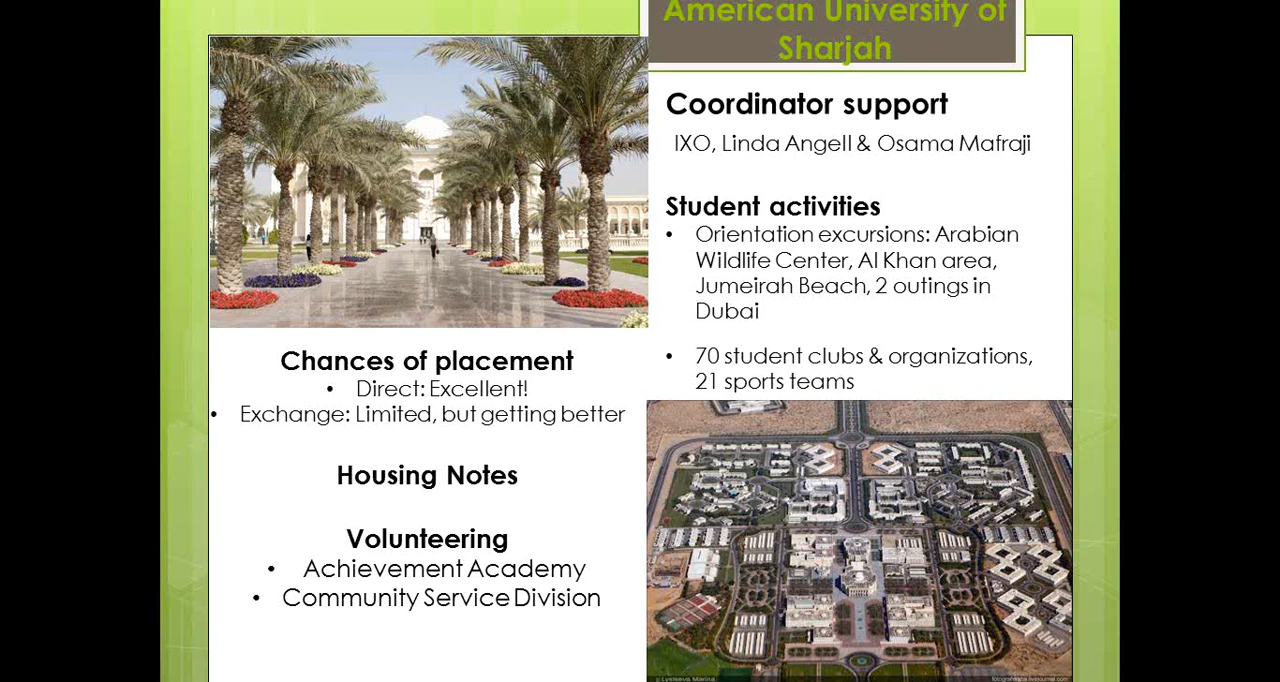 American University of
Sharjah
Coordinator support
IXO, Linda Angell & Osama Mafraji
Student activities
• Orientation excursions: Arabian
Wildlife Center, Al Khan area,
Jumeirah Beach, 2 outings in
Dubai
• 70 student clubs & organizations,
21 sports teams
Chances of placement
• Direct: Excellent!
• Exchange: Limited, but getting better
Housing Notes
Volunteering
• Achievement Academy
• Community Service Division